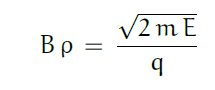 B ρ = √(2 m E) / q